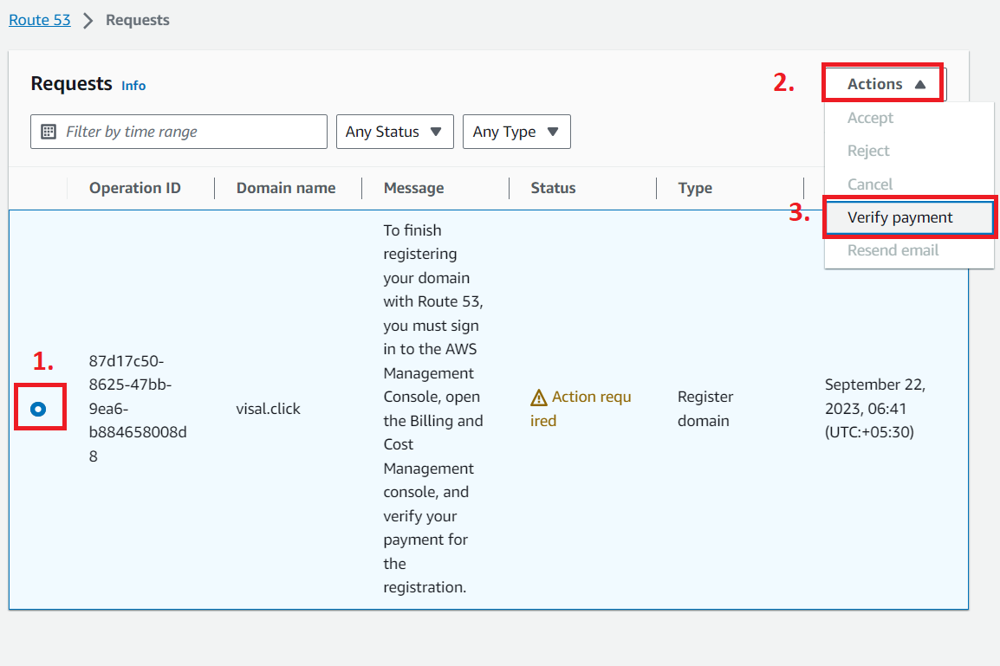 Route 53 > Requests
Requests Info
2.
Actions ▲
Filter by time range
Any Status ▼
Any Type ▼
Accept
Reject
Cancel
3.
Verify payment
Resend email
Operation ID
Domain name
Message
Status
Type
1.
87d17c50-
8625-47bb-
9ea6-
b884658008d
8
visal.click
To finish
registering
your domain
with Route 53,
you must sign
in to the AWS
Management
Console, open
the Billing and
Cost
Management
console, and
verify your
payment for
the
registration.
Action requ
ired
Register
domain
September 22,
2023, 06:41
(UTC:+05:30)